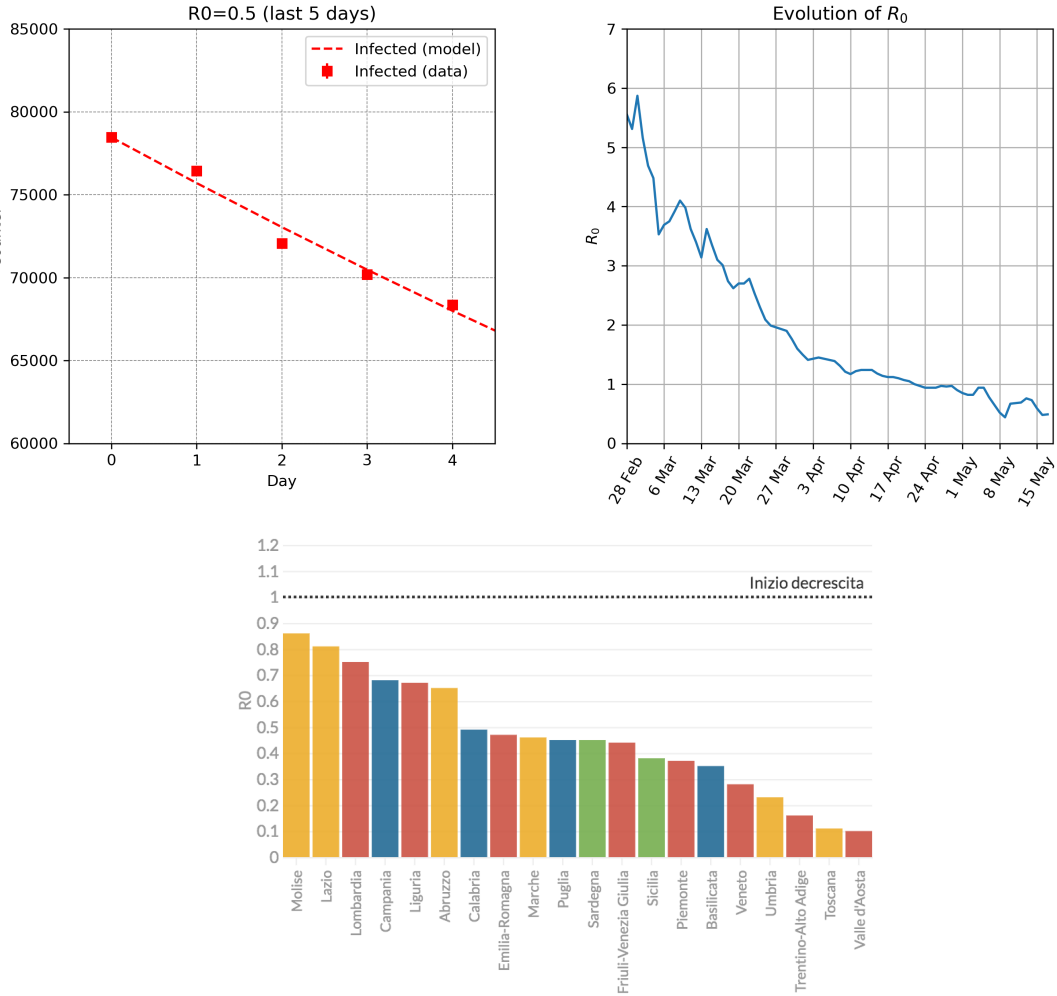 R0=0.5 (last 5 days)
85000
80000
75000
70000
65000
60000
Infected (model)
Infected (data)
0 1 2 3 4
Day
Evolution of R₀
7
6
5
4
3
2
1
0
R₀
28 Feb
6 Mar
13 Mar
20 Mar
27 Mar
3 Apr
10 Apr
17 Apr
24 Apr
1 May
8 May
15 May
1.2
1.1
1
0.9
0.8
0.7
0.6
0.5
0.4
0.3
0.2
0.1
0
R0
Inizio decrescita
Molise
Lazio
Lombardia
Campania
Liguria
Abruzzo
Calabria
Emilia-Romagna
Marche
Puglia
Sardegna
Friuli-Venezia Giulia
Sicilia
Piemonte
Basilicata
Veneto
Umbria
Trentino-Alto Adige
Toscana
Valle d'Aosta